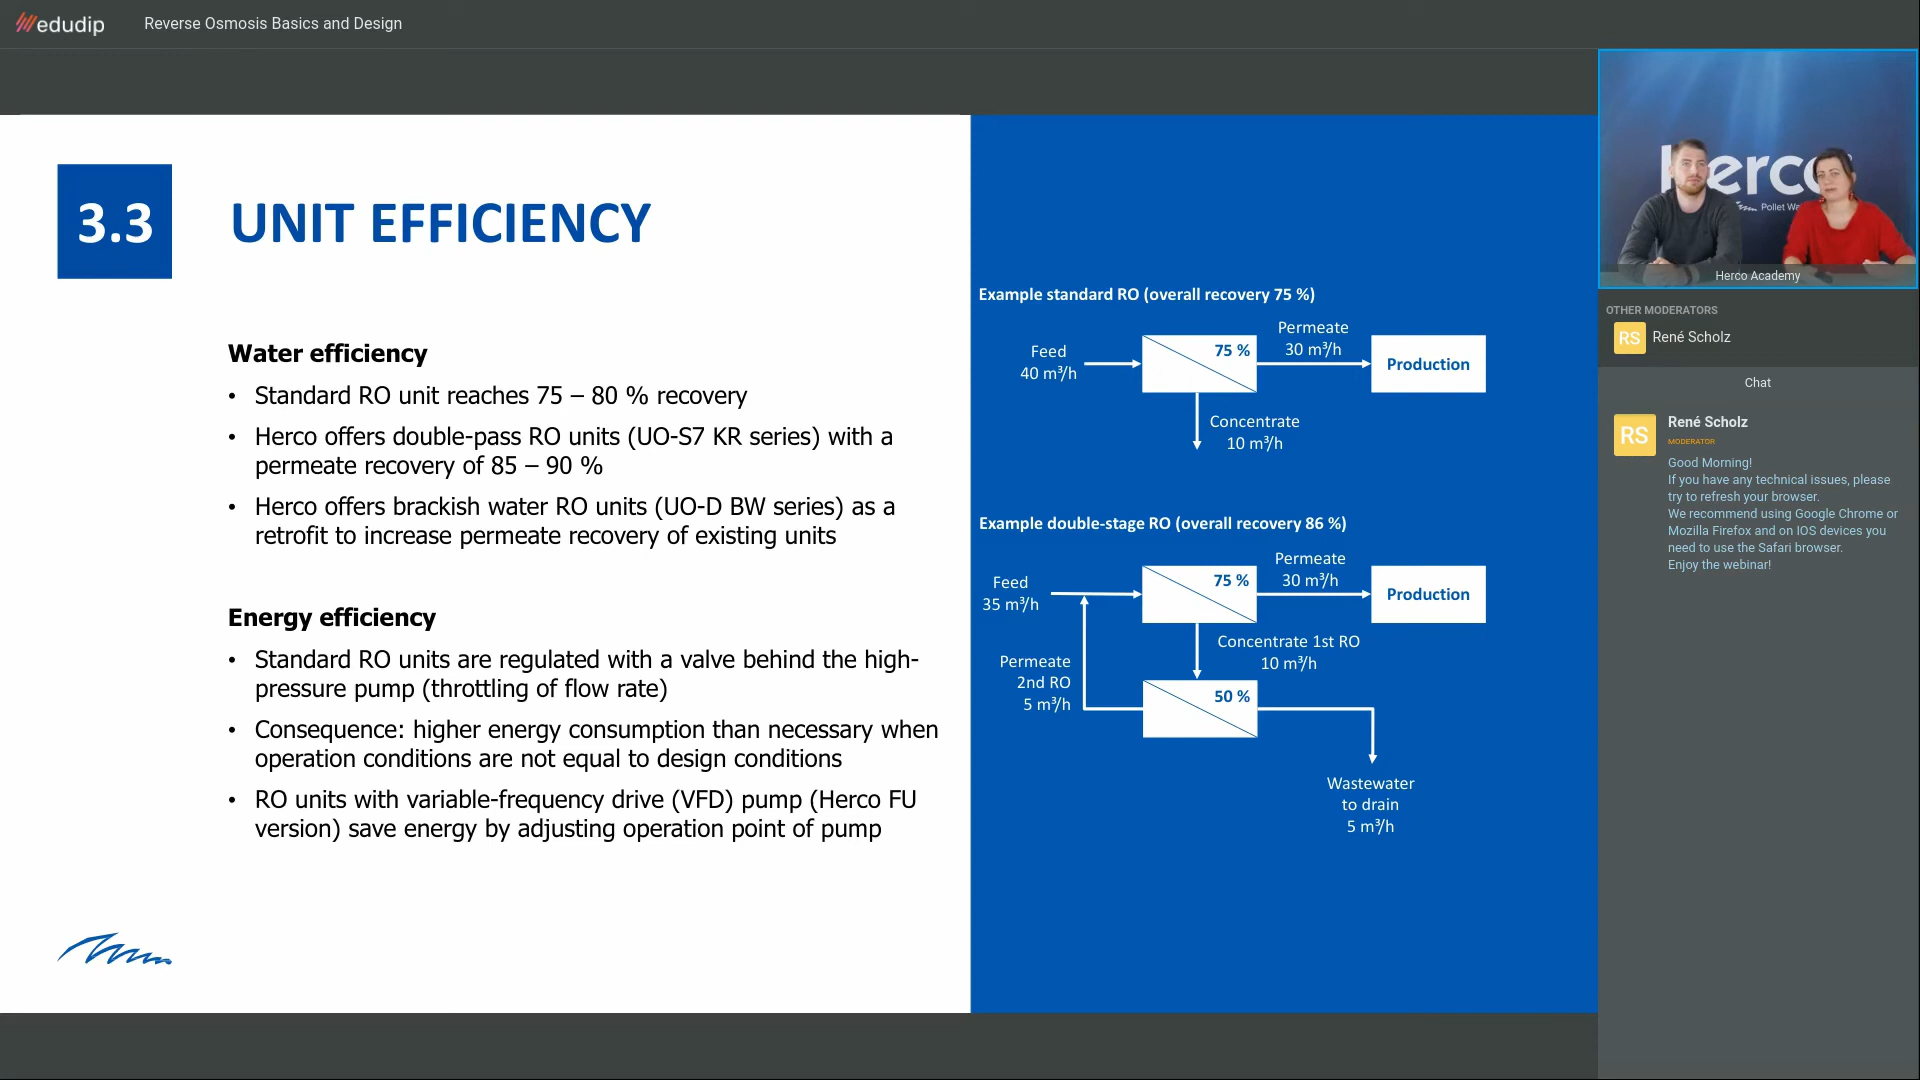 edudip
Reverse Osmosis Basics and Design
3.3
UNIT EFFICIENCY
Water efficiency
• Standard RO unit reaches 75 – 80 % recovery
• Herco offers double-pass RO units (UO-S7 KR series) with a
permeate recovery of 85 – 90 %
• Herco offers brackish water RO units (UO-D BW series) as a
retrofit to increase permeate recovery of existing units
Energy efficiency
• Standard RO units are regulated with a valve behind the high-
pressure pump (throttling of flow rate)
• Consequence: higher energy consumption than necessary when
operation conditions are not equal to design conditions
• RO units with variable-frequency drive (VFD) pump (Herco FU
version) save energy by adjusting operation point of pump
Example standard RO (overall recovery 75 %)
Feed
40 m³/h
75 %
Permeate
30 m³/h
Production
Concentrate
10 m³/h
Example double-stage RO (overall recovery 86 %)
Feed
35 m³/h
75 %
Permeate
30 m³/h
Production
Concentrate 1st RO
10 m³/h
Permeate
2nd RO
5 m³/h
50 %
Wastewater
to drain
5 m³/h
herco
Pollet Wa
Herco Academy
OTHER MODERATORS
RS
René Scholz
Chat
RS
René Scholz
MODERATOR
Good Morning!
If you have any technical issues, please
try to refresh your browser.
We recommend using Google Chrome or
Mozilla Firefox and on IOS devices you
need to use the Safari browser.
Enjoy the webinar!